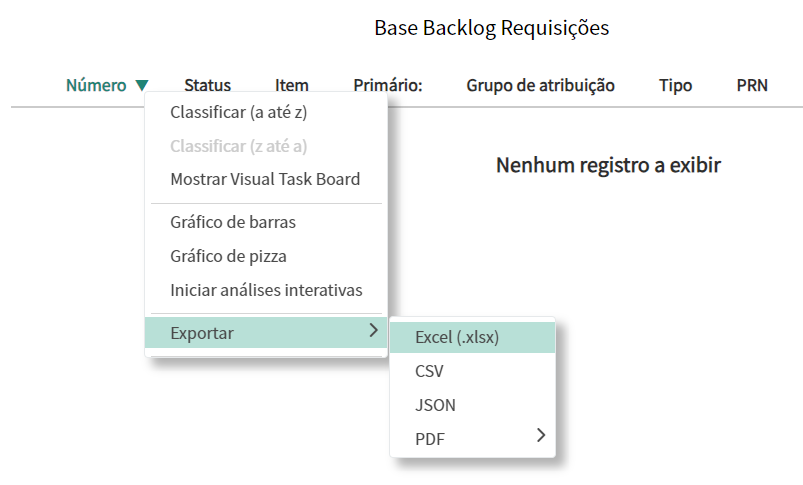 Base Backlog Requisições
Número ▼ Status Item Primário: Grupo de atribuição Tipo PRN
Classificar (a até z)
Classificar (z até a)
Nenhum registro a exibir
Mostrar Visual Task Board
Gráfico de barras
Gráfico de pizza
Iniciar análises interativas
Exportar
Excel (.xlsx)
CSV
JSON
PDF